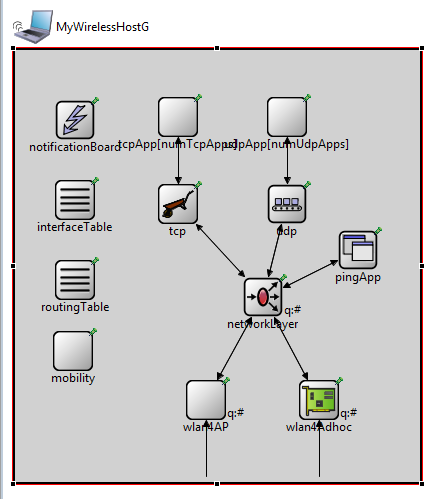 MyWirelessHostG
notificationBoard
tcpApp[numTcpApps]
udpApp[numUdpApps]
interfaceTable
tcp
udp
pingApp
routingTable
q:#
networkLayer
mobility
wlan4AP
q:#
wlan4Adhoc
q:#